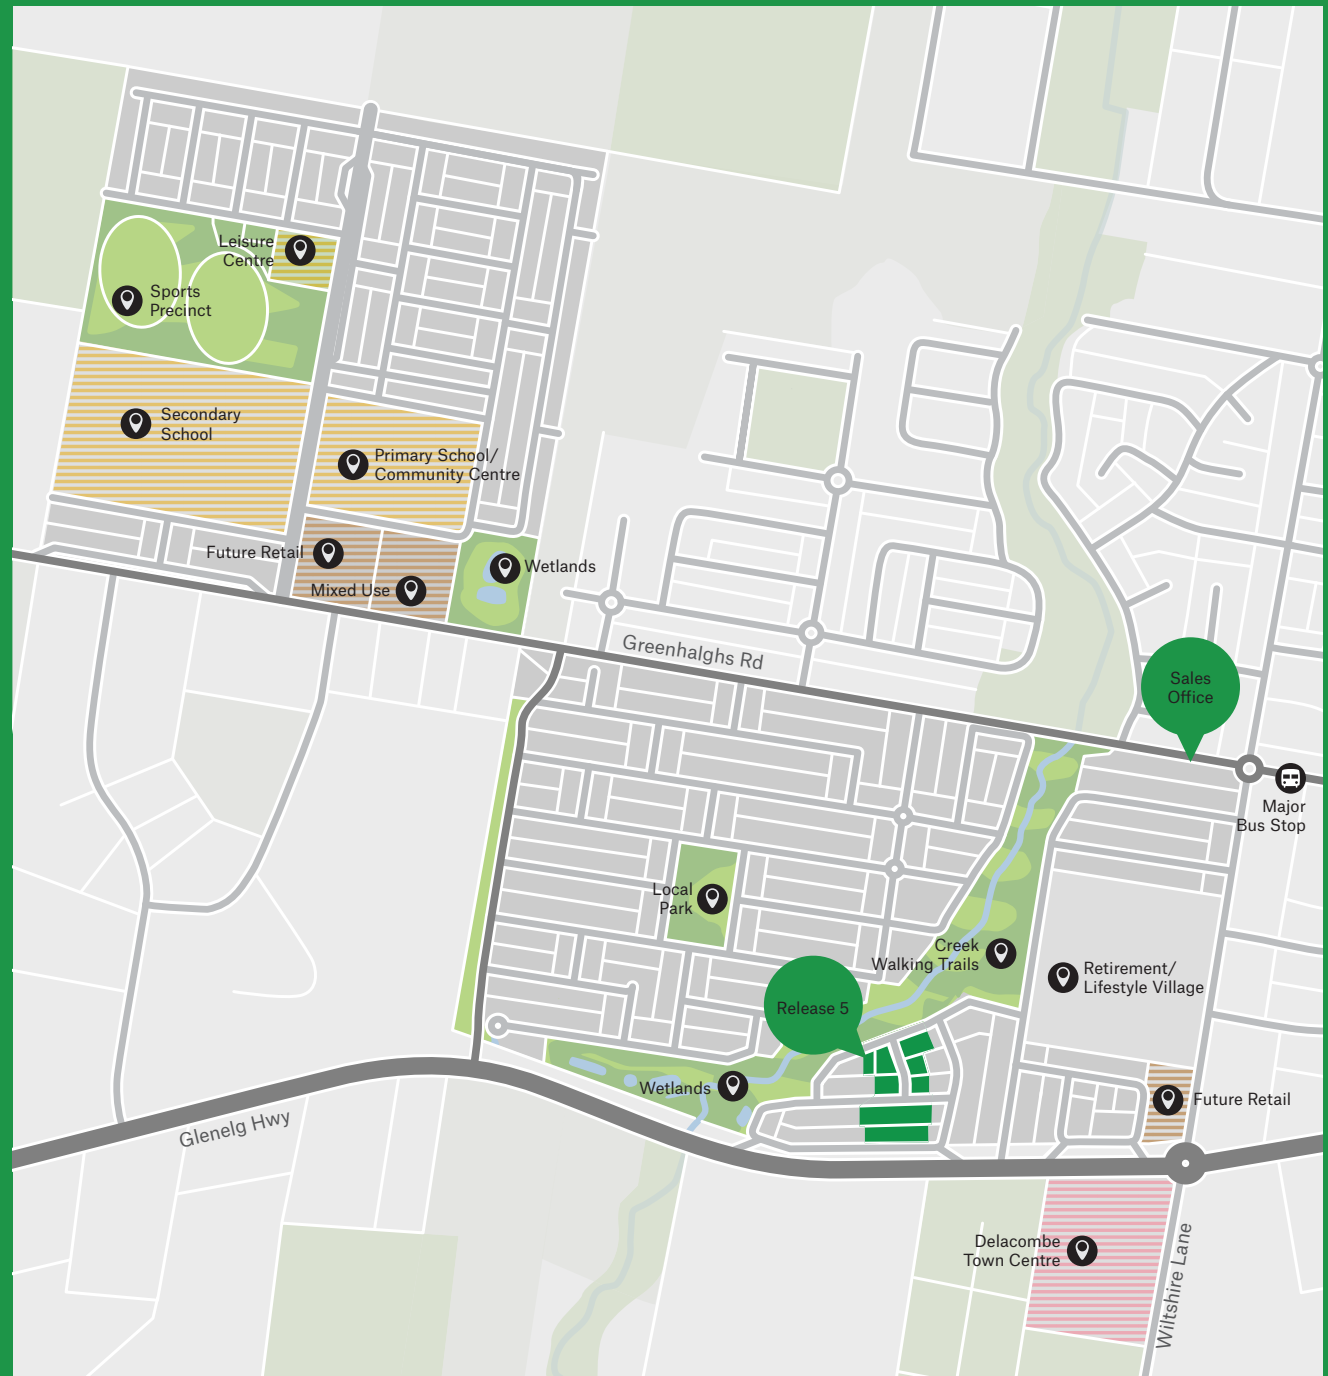 Leisure
Centre
Sports
Precinct
Secondary
School
Primary School/
Community Centre
Future Retail
Mixed Use
Wetlands
Greenhalghs Rd
Sales
Office
Major
Bus Stop
Local
Park
Creek
Walking Trails
Retirement/
Lifestyle Village
Release 5
Wetlands
Future Retail
Glenelg Hwy
Delacombe
Town Centre
Wiltshire Lane